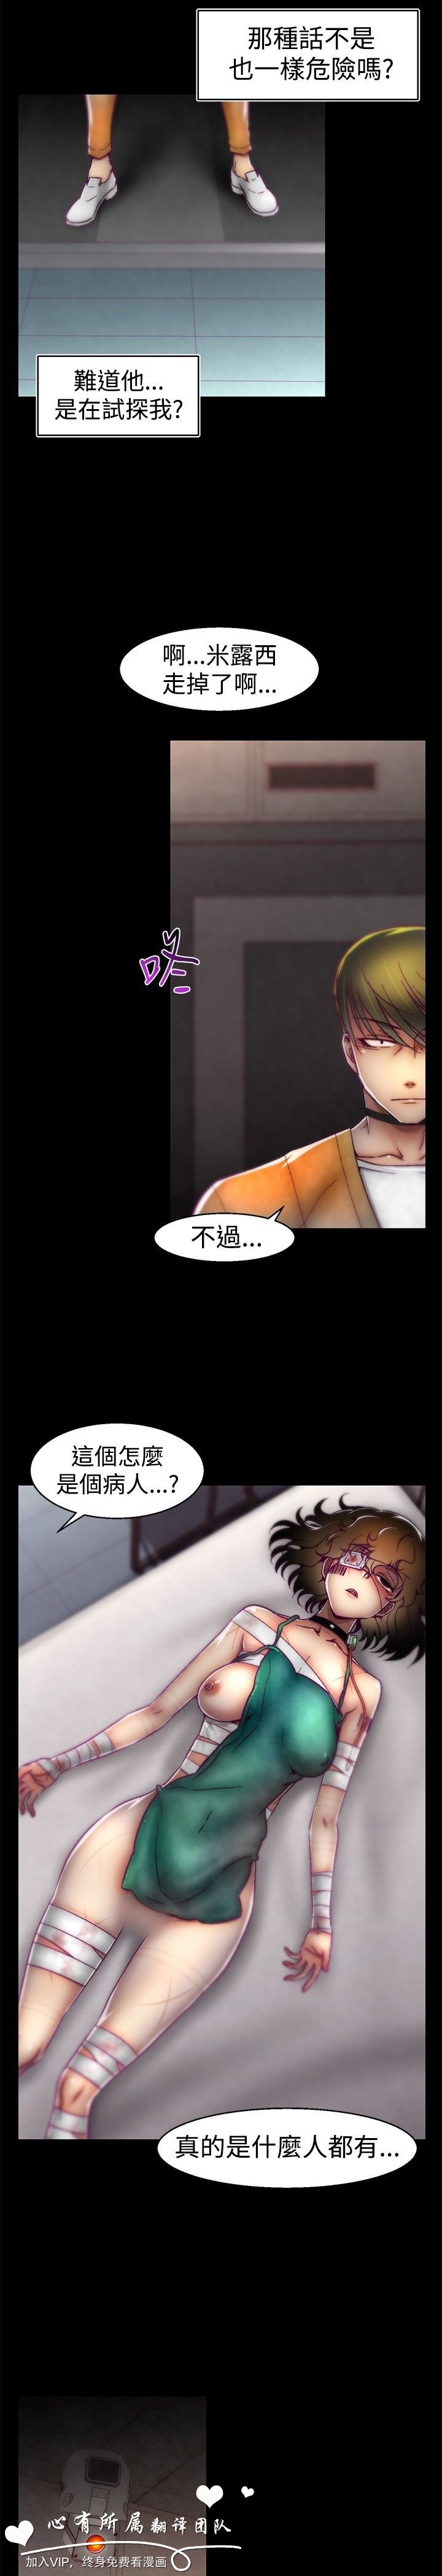 那種話不是
也一樣危險嗎?
難道他...
是在試探我?
啊...米露西
走掉了啊...
咚
不過...
這個怎麼
是個病人...?
真的是什麼人都有...
心有所属翻译团队
加入VIP，终身免费看漫画